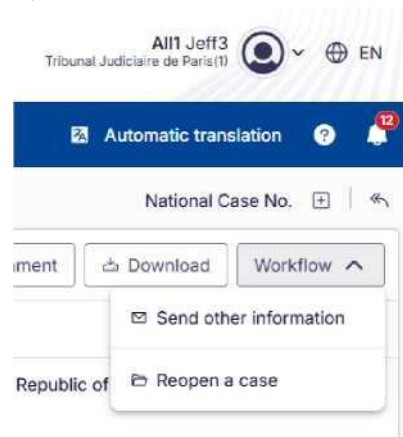 All1 Jeff3
Tribunal Judiciaire de Paris(1)
EN
Automatic translation
?
12
National Case No.
ment
Download
Workflow
Send other information
Republic of
Reopen a case